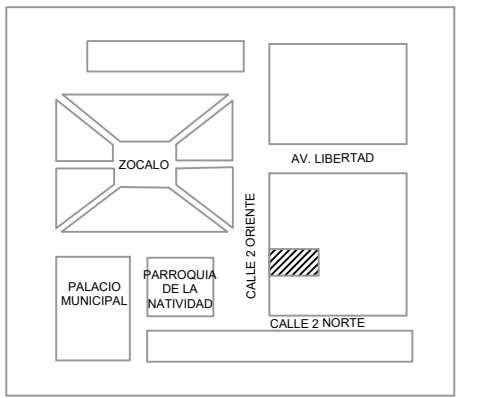 AV. LIBERTAD
ZOCALO
CALLE 2 ORIENTE
PALACIO
MUNICIPAL
PARROQUIA
DE LA
NATIVIDAD
CALLE 2 NORTE